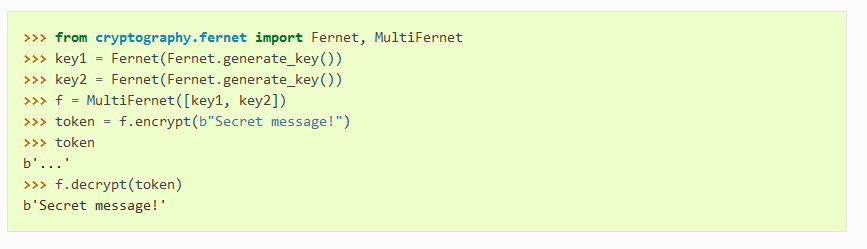 >>> from cryptography.fernet import Fernet, MultiFernet
>>> key1 = Fernet(Fernet.generate_key())
>>> key2 = Fernet(Fernet.generate_key())
>>> f = MultiFernet([key1, key2])
>>> token = f.encrypt(b"Secret message!")
>>> token
b'...'
>>> f.decrypt(token)
b'Secret message!'